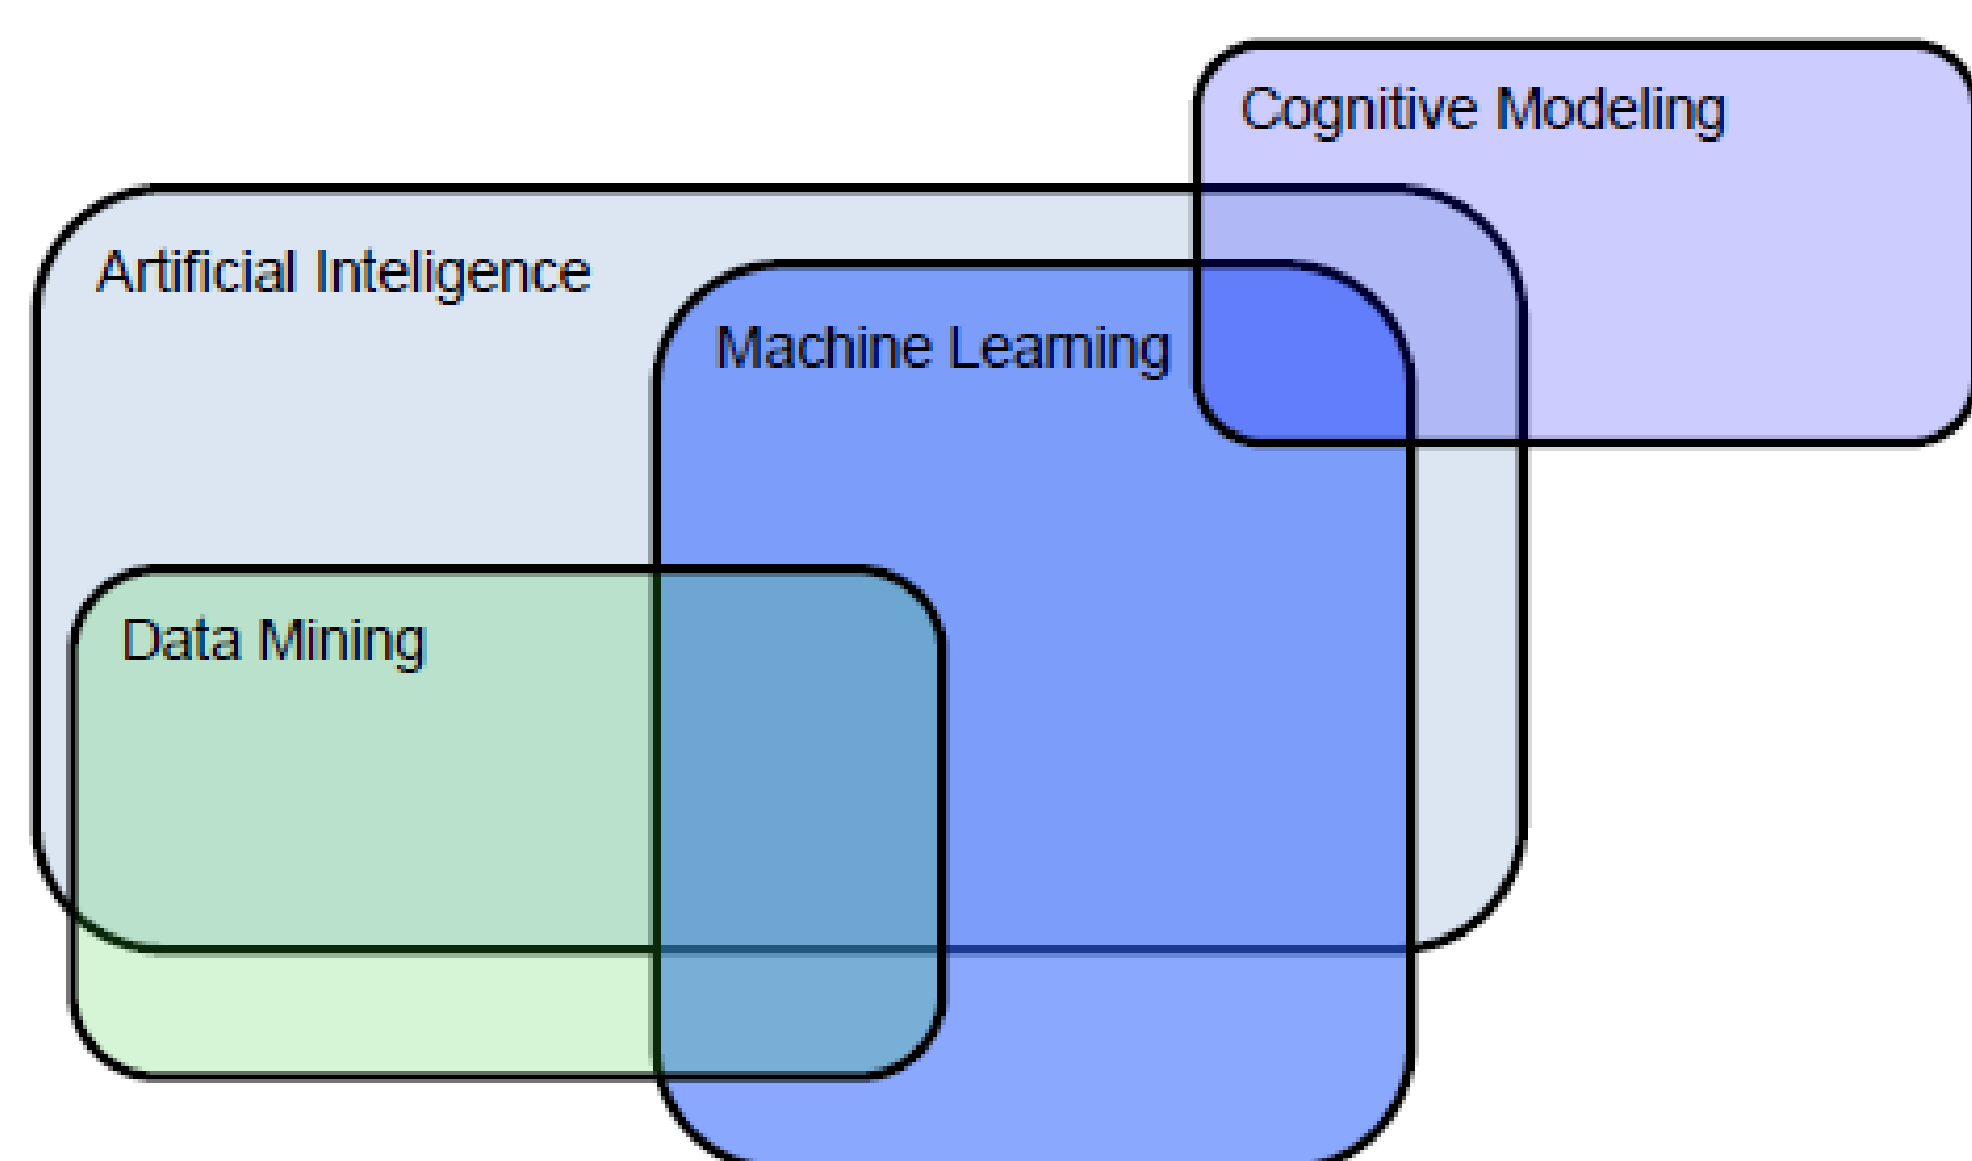 Cognitive Modeling
Artificial Inteligence
Machine Learning
Data Mining